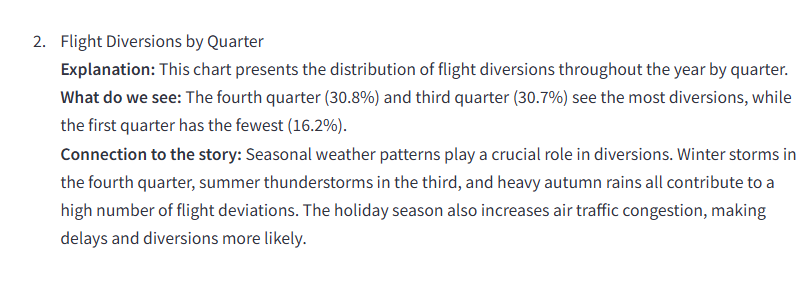 2. Flight Diversions by Quarter
Explanation: This chart presents the distribution of flight diversions throughout the year by quarter.
What do we see: The fourth quarter (30.8%) and third quarter (30.7%) see the most diversions, while
the first quarter has the fewest (16.2%).
Connection to the story: Seasonal weather patterns play a crucial role in diversions. Winter storms in
the fourth quarter, summer thunderstorms in the third, and heavy autumn rains all contribute to a
high number of flight deviations. The holiday season also increases air traffic congestion, making
delays and diversions more likely.